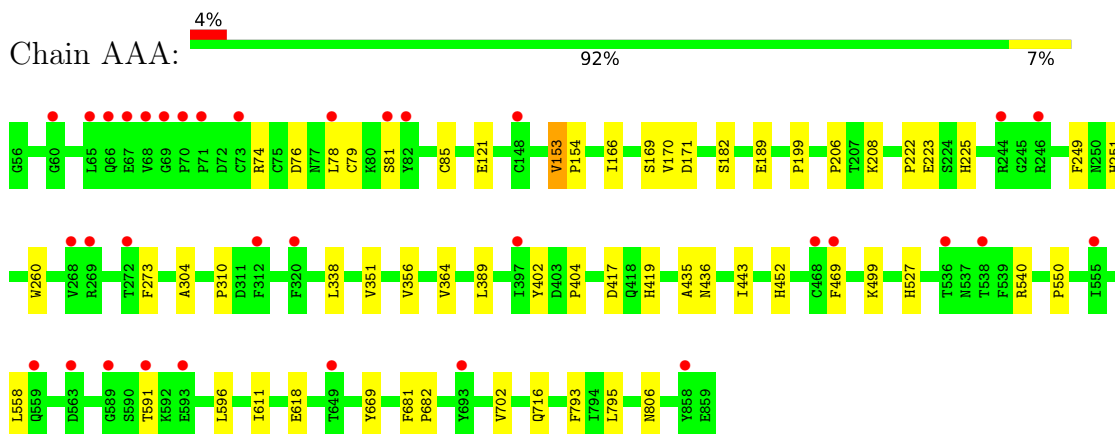 4%
Chain AAA:
92%
7%
G56 G60 L65 Q66 E67 V68 G69 P70 P71 D72 C73 R74 C75 D76 N77 L78 C79 K80 S81 Y82 C85 E121 C148 V153 P154 I166 S169 V170 D171 S182 E189 P199 P206 T207 K208 P222 E223 S224 H225 R244 G245 R246 F249 N250 H251
W260 V268 R269 T272 F273 A304 P310 D311 F312 F320 L338 V351 V356 V364 L389 I397 Y402 D403 P404 D417 Q418 H419 A435 N436 I443 H452 C468 F469 K499 H527 T536 N537 T538 F539 R540 P550 I555
L558 Q559 D563 G589 S590 T591 K592 E593 L596 I611 E618 T649 Y669 F681 P682 Y693 V702 Q716 F793 I794 L795 N806 Y858 E859